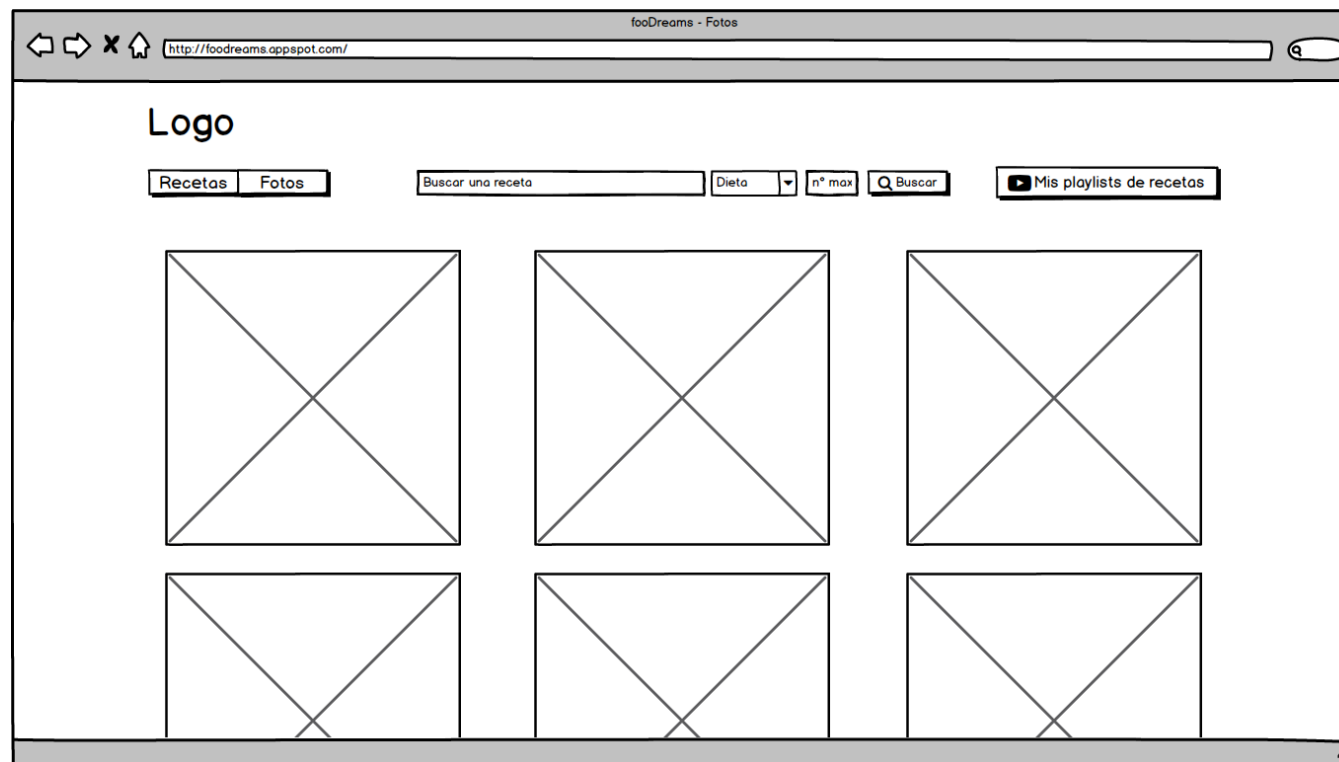 fooDreams - Fotos
http://foodreams.appspot.com/
Logo
Recetas Fotos Buscar una receta Dieta nº max Buscar Mis playlists de recetas